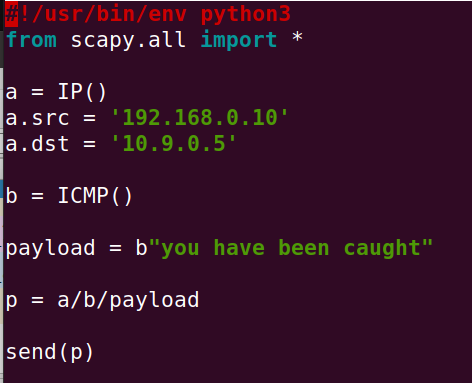 #!/usr/bin/env python3
from scapy.all import *
a = IP()
a.src = '192.168.0.10'
a.dst = '10.9.0.5'
b = ICMP()
payload = b"you have been caught"
p = a/b/payload
send(p)